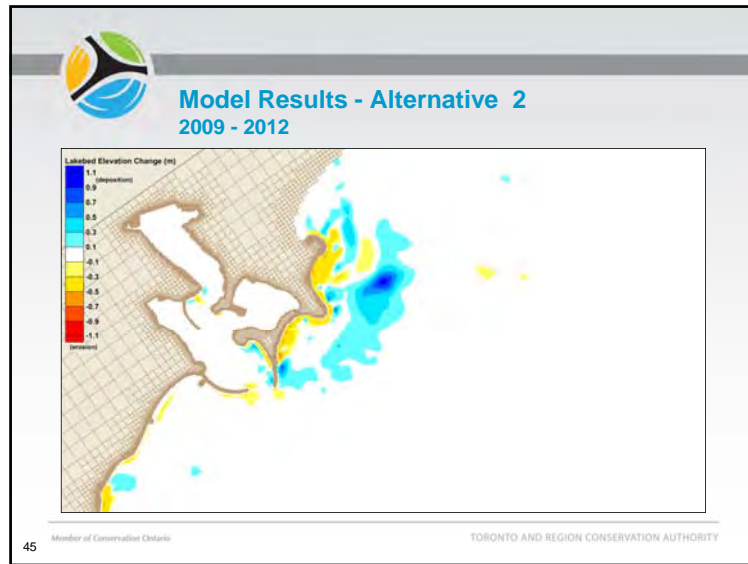 Model Results - Alternative 2
2009 - 2012
Lakebed Elevation Change (m)
1.1
(deposition)
0.9
0.7
0.5
0.3
0.1
-0.1
-0.3
-0.5
-0.7
-0.9
-1.1
(erosion)
45
Member of Conservation Ontario
TORONTO AND REGION CONSERVATION AUTHORITY